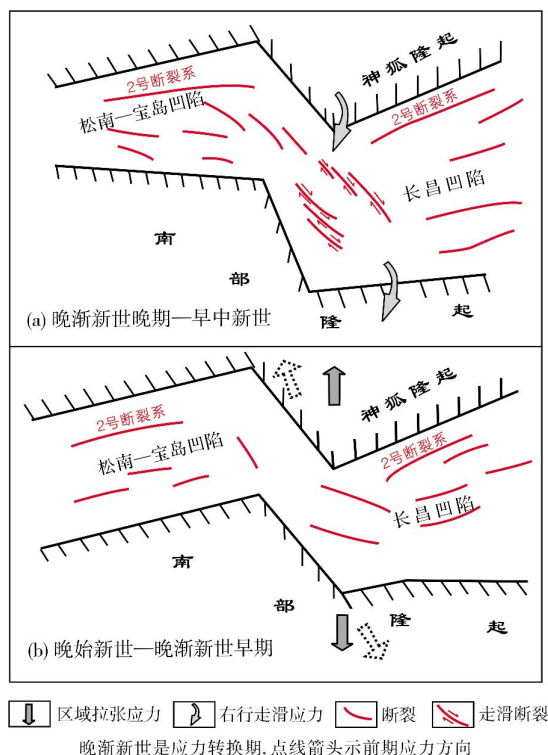 神狐隆起
2号断裂系
松南—宝岛凹陷
2号断裂系
长昌凹陷
南部隆起
(a) 晚渐新世晚期—早中新世
神狐隆起
2号断裂系
松南—宝岛凹陷
2号断裂系
长昌凹陷
南部隆起
(b) 晚始新世—晚渐新世早期
区域拉张应力 右行走滑应力 断裂 走滑断裂
晚渐新世是应力转换期,点线箭头示前期应力方向